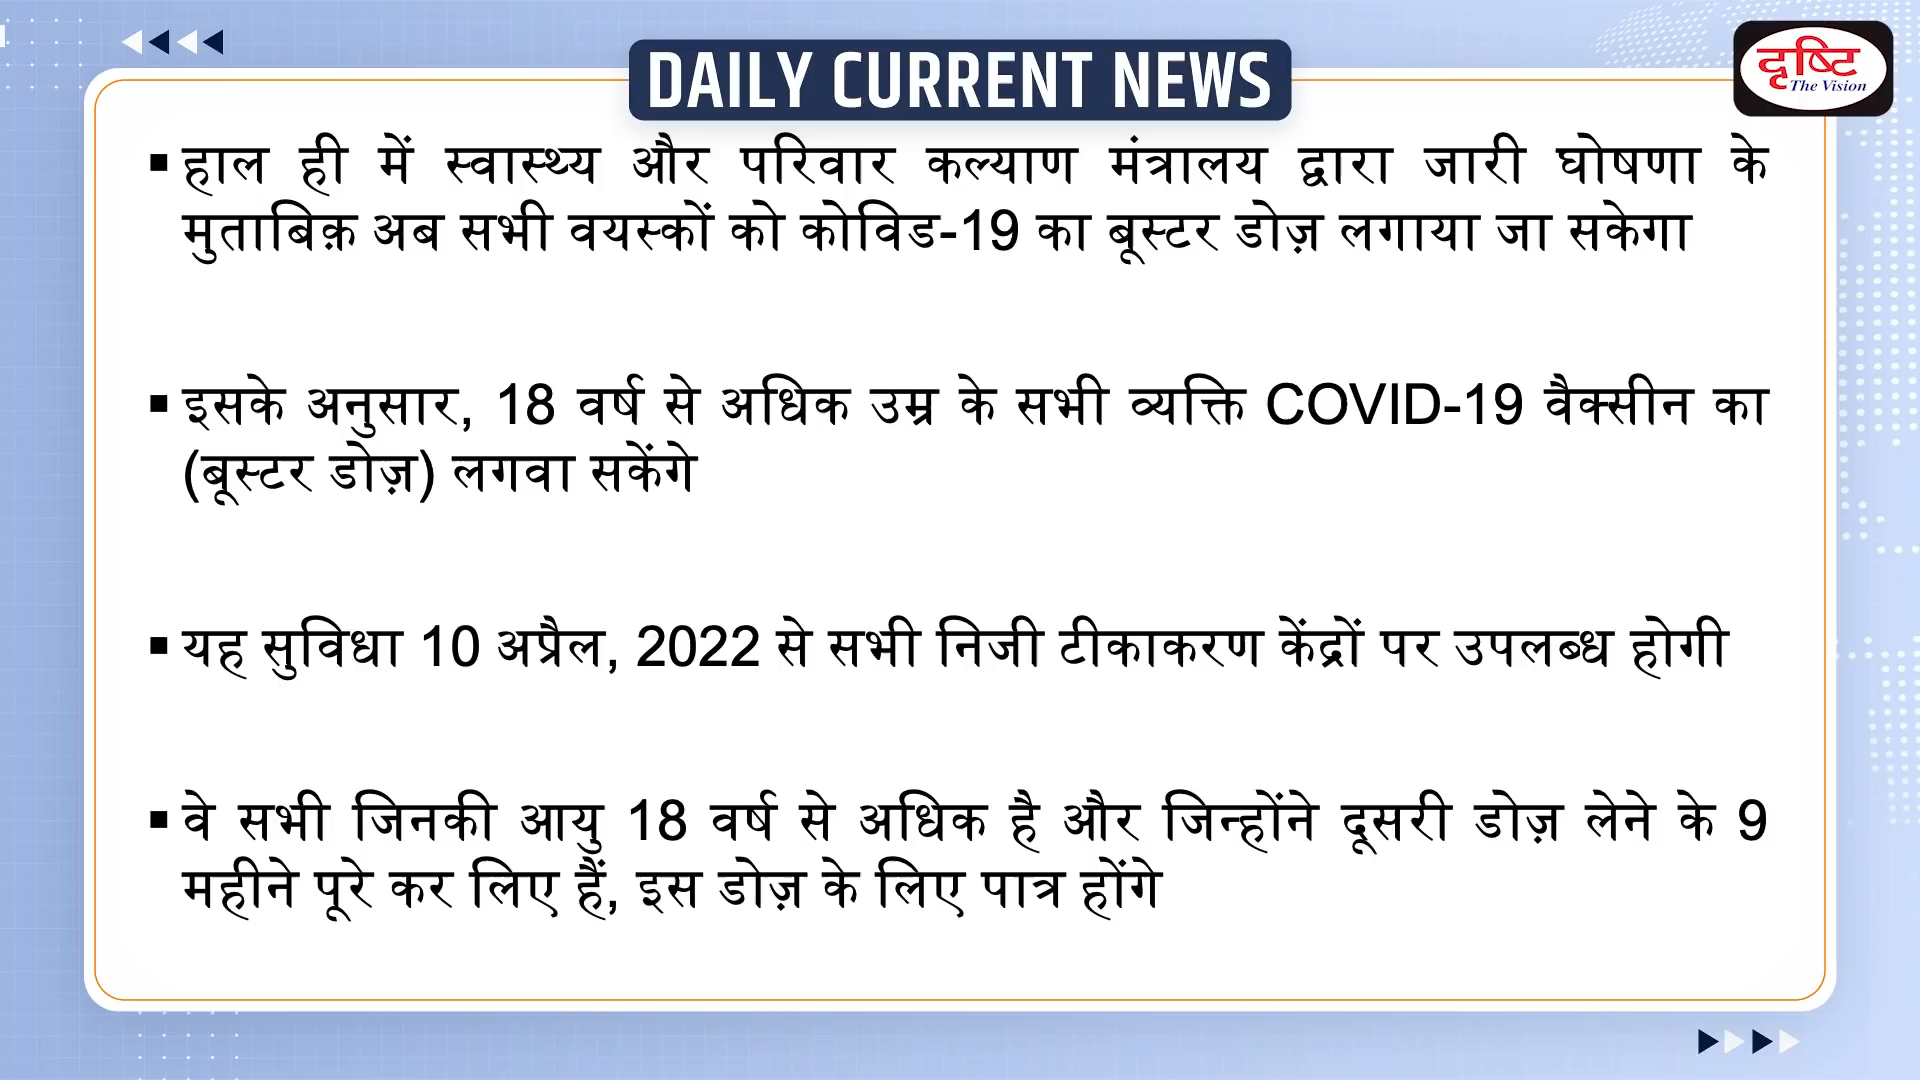 DAILY CURRENT NEWS
दृष्टि
The Vision
▪ हाल ही में स्वास्थ्य और परिवार कल्याण मंत्रालय द्वारा जारी घोषणा के
मुताबिक़ अब सभी वयस्कों को कोविड-19 का बूस्टर डोज़ लगाया जा सकेगा
▪ इसके अनुसार, 18 वर्ष से अधिक उम्र के सभी व्यक्ति COVID-19 वैक्सीन का
(बूस्टर डोज़) लगवा सकेंगे
▪ यह सुविधा 10 अप्रैल, 2022 से सभी निजी टीकाकरण केंद्रों पर उपलब्ध होगी
▪ वे सभी जिनकी आयु 18 वर्ष से अधिक है और जिन्होंने दूसरी डोज़ लेने के 9
महीने पूरे कर लिए हैं, इस डोज़ के लिए पात्र होंगे